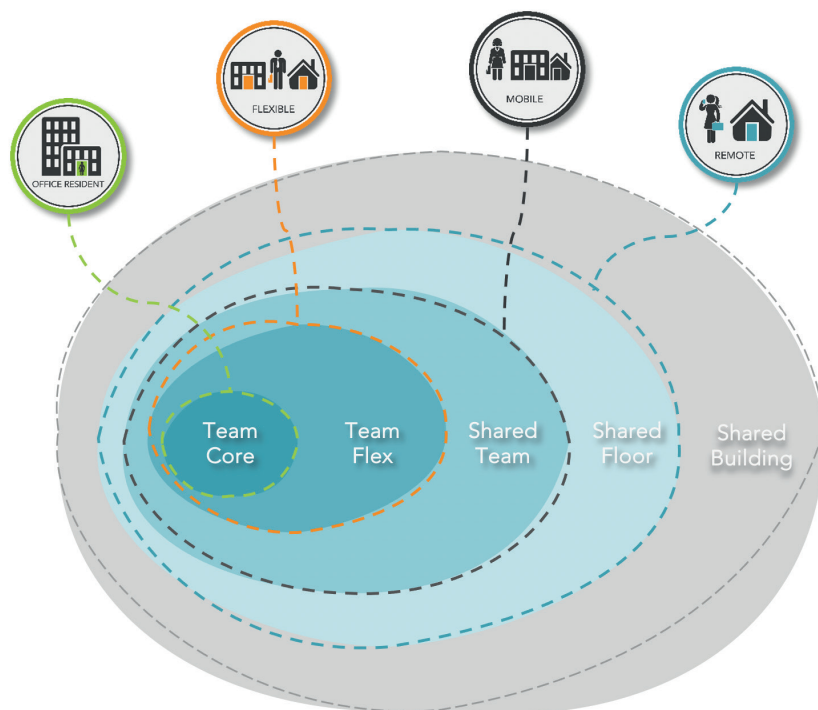 OFFICE RESIDENT
FLEXIBLE
MOBILE
REMOTE
Team
Core
Team
Flex
Shared
Team
Shared
Floor
Shared
Building